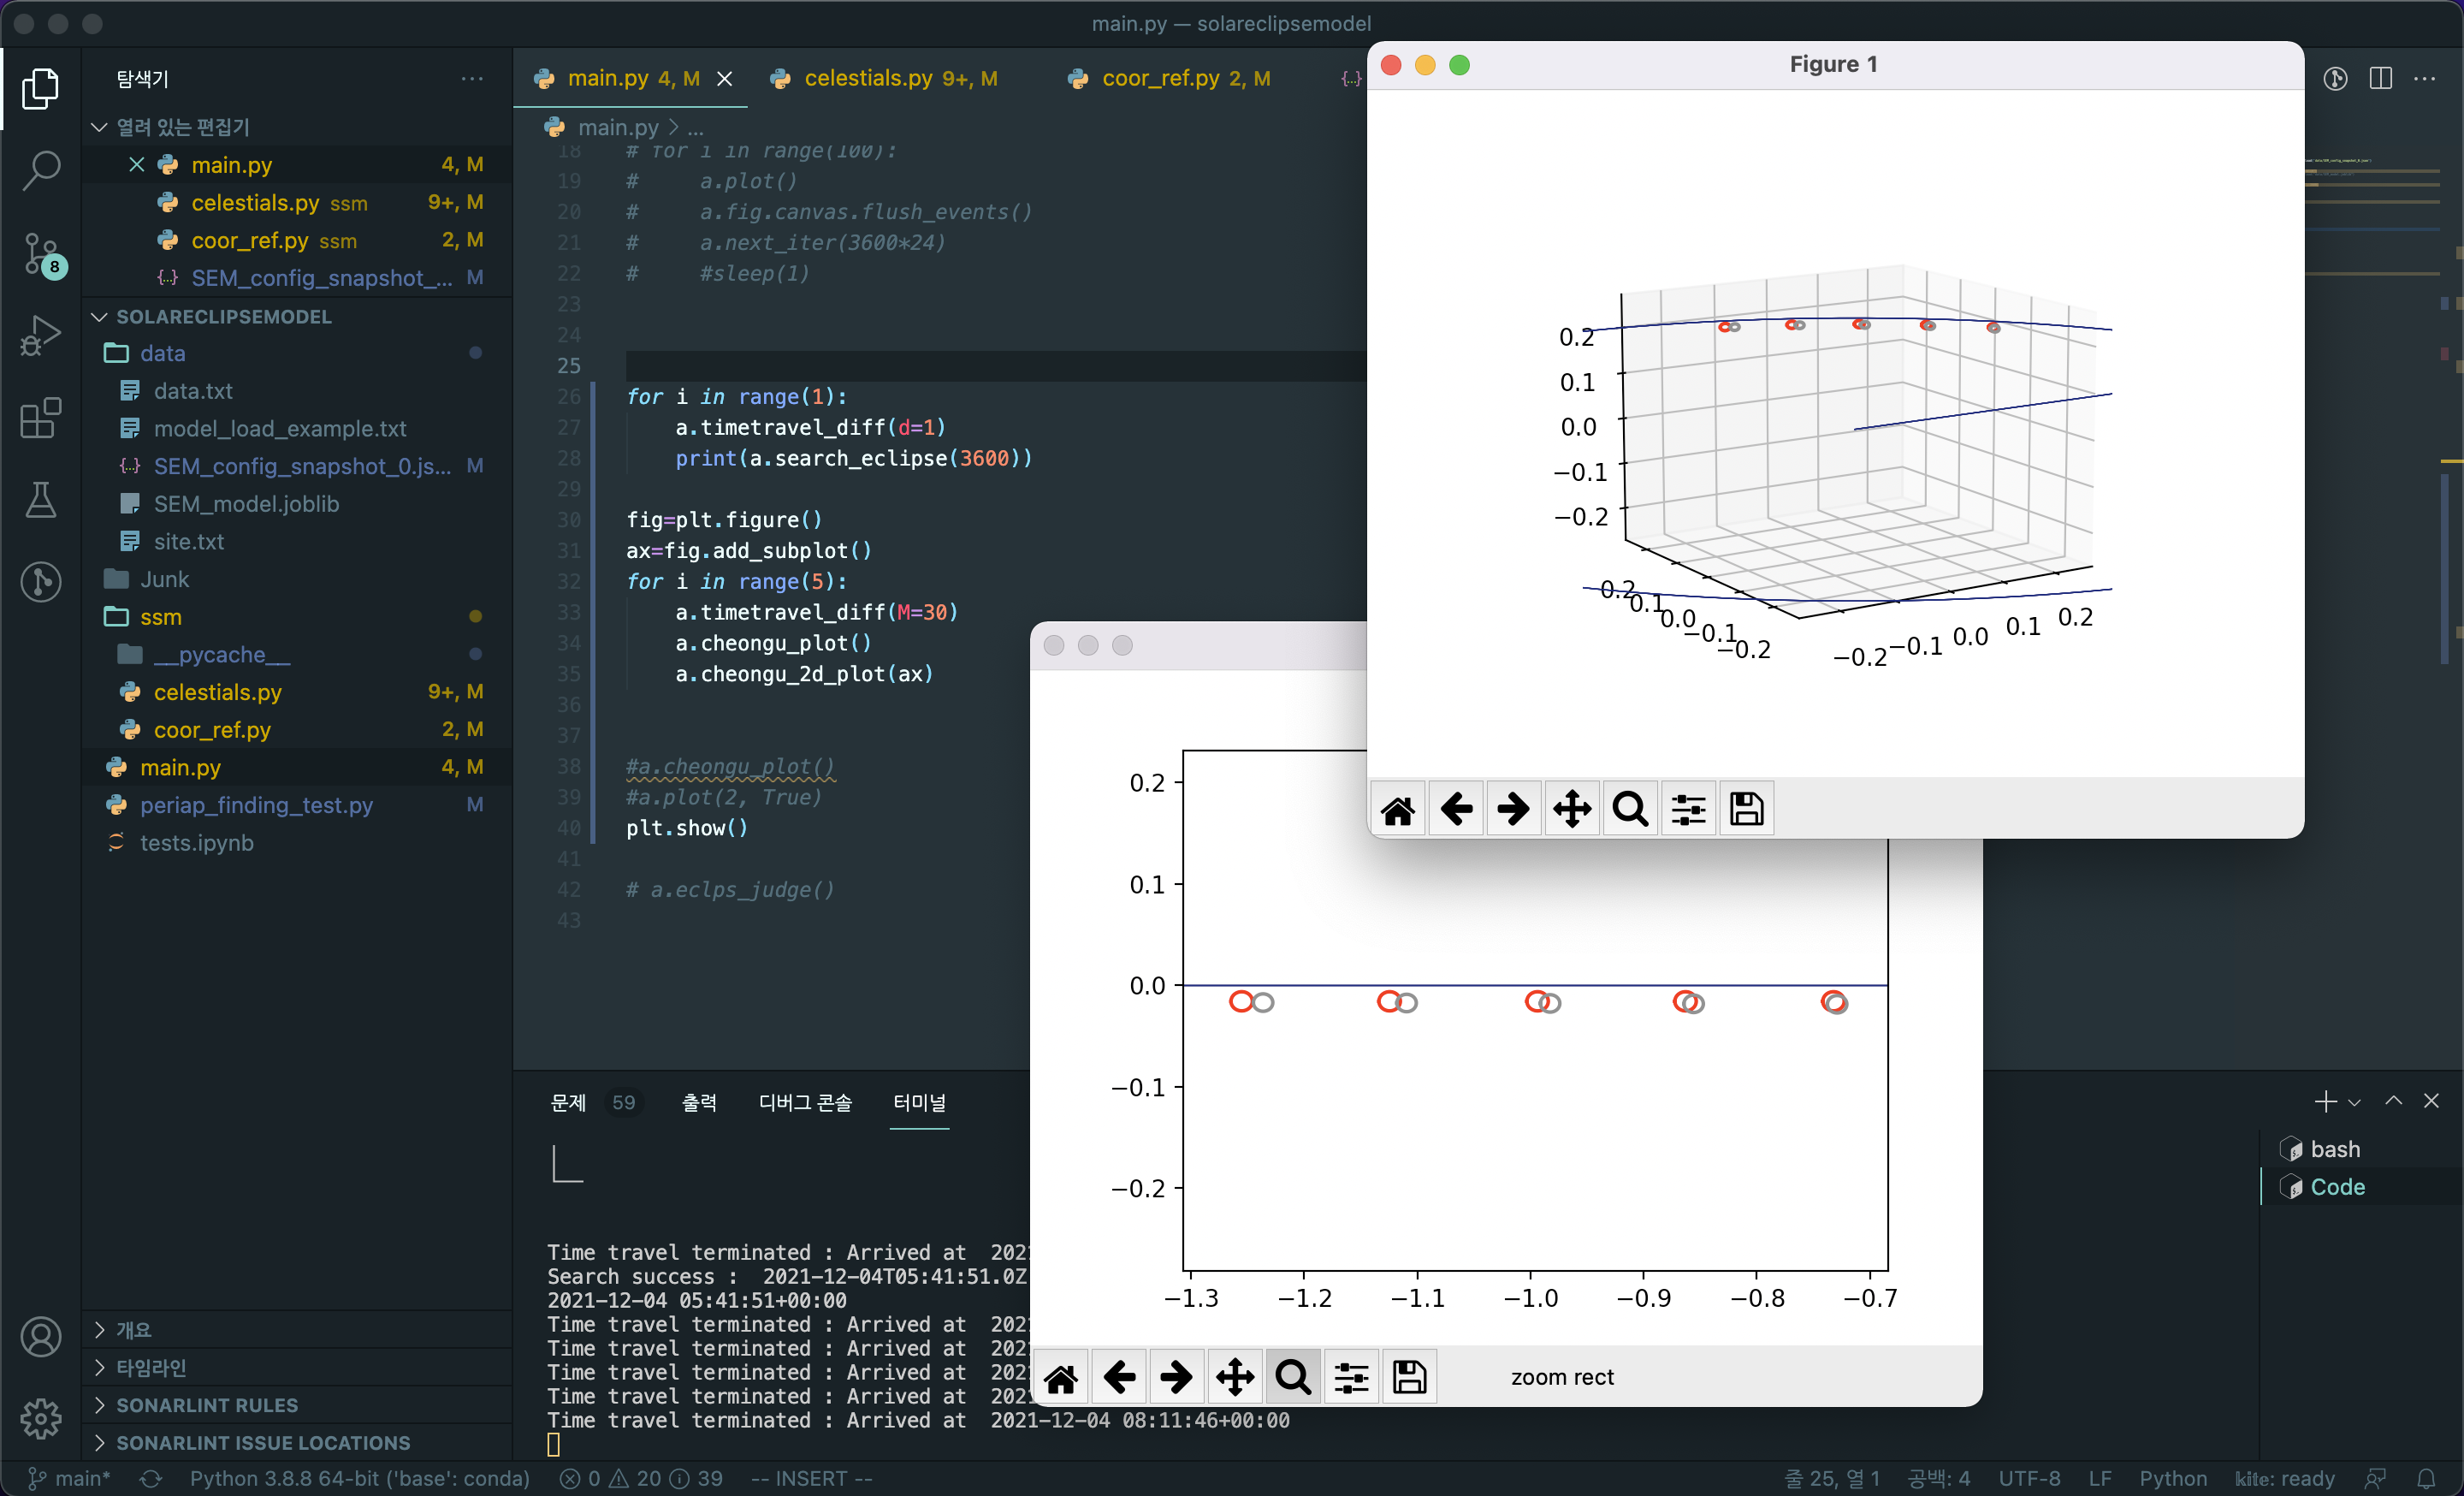 main.py — solareclipsemodel
탐색기
열려 있는 편집기
main.py 4, M
celestials.py ssm 9+, M
coor_ref.py ssm 2, M
SEM_config_snapshot_... M
8
SOLARECLIPSEMODEL
data
data.txt
model_load_example.txt
SEM_config_snapshot_0.js... M
SEM_model.joblib
site.txt
Junk
ssm
__pycache__
celestials.py 9+, M
coor_ref.py 2, M
main.py 4, M
periap_finding_test.py M
tests.ipynb
개요
타임라인
SONARLINT RULES
SONARLINT ISSUE LOCATIONS
main.py 4, M
celestials.py 9+, M
coor_ref.py 2, M
main.py > ...
18 # for i in range(100):
19 #     a.plot()
20 #     a.fig.canvas.flush_events()
21 #     a.next_iter(3600*24)
22 #     #sleep(1)
23
24
25
26 for i in range(1):
27     a.timetravel_diff(d=1)
28     print(a.search_eclipse(3600))
29
30 fig=plt.figure()
31 ax=fig.add_subplot()
32 for i in range(5):
33     a.timetravel_diff(M=30)
34     a.cheongu_plot()
35     a.cheongu_2d_plot(ax)
36
37
38 #a.cheongu_plot()
39 #a.plot(2, True)
40 plt.show()
41
42 # a.eclps_judge()
43
Figure 1
0.2
0.1
0.0
−0.1
−0.2
0.2
0.1
0.0
−0.1
−0.2
−0.2
−0.1
0.0
0.1
0.2
0.2
0.1
0.0
−0.1
−0.2
−1.3 −1.2 −1.1 −1.0 −0.9 −0.8 −0.7
zoom rect
문제 59 출력 디버그 콘솔 터미널
bash
Code
Time travel terminated : Arrived at  202
Search success :  2021-12-04T05:41:51.0Z
2021-12-04 05:41:51+00:00
Time travel terminated : Arrived at  202
Time travel terminated : Arrived at  202
Time travel terminated : Arrived at  202
Time travel terminated : Arrived at  202
Time travel terminated : Arrived at  2021-12-04 08:11:46+00:00
main* Python 3.8.8 64-bit ('base': conda) 0 20 39 -- INSERT -- 줄 25, 열 1 공백: 4 UTF-8 LF Python kite: ready